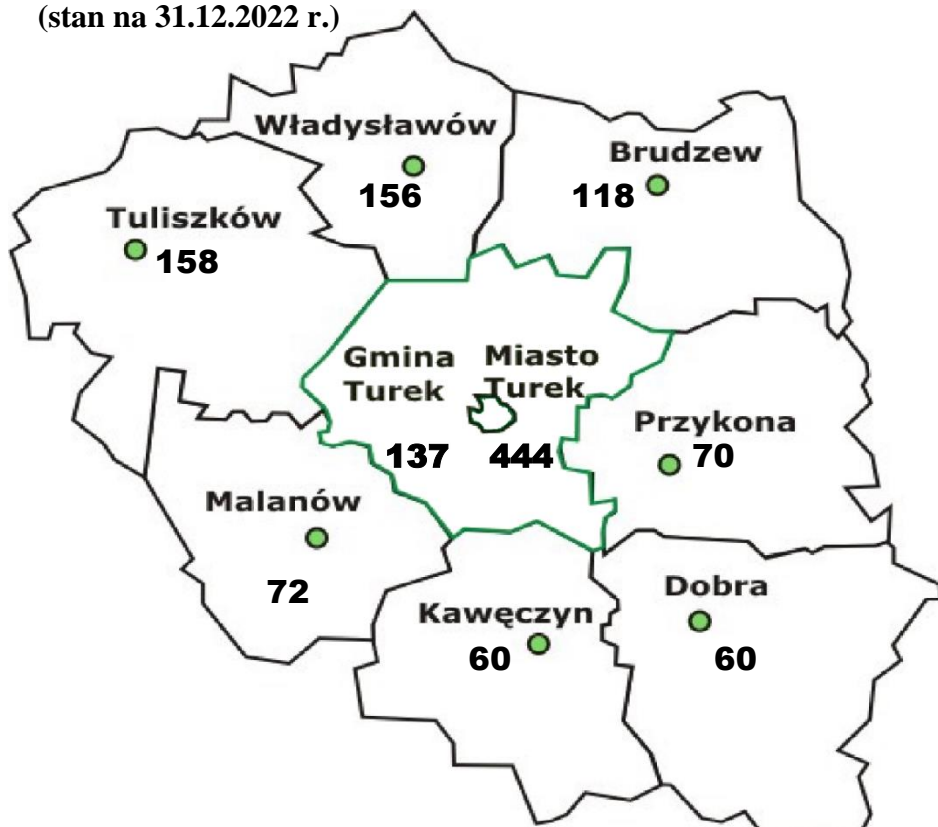 (stan na 31.12.2022 r.)
Władysławów
156
Brudzew
118
Tuliszków
158
Gmina
Turek
137
Miasto
Turek
444
Przykona
70
Malanów
72
Kawęczyn
60
Dobra
60